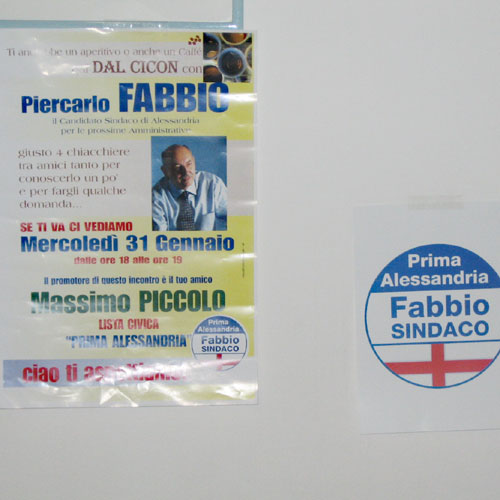 Ti andrebbe un aperitivo o anche un Caffè
DAL CICON con
Piercarlo FABBIO
il Candidato Sindaco di Alessandria
per le prossime Amministrative
giusto 4 chiacchiere
tra amici tanto per
conoscerlo un po'
e per fargli qualche
domanda...
SE TI VA CI VEDIAMO
Mercoledì 31 Gennaio
dalle ore 18 alle ore 19
Il promotore di questo incontro è il tuo amico
Massimo PICCOLO
LISTA CIVICA
"PRIMA ALESSANDRIA"
Prima
Alessandria
Fabbio
SINDACO
ciao ti aspettiamo
Prima
Alessandria
Fabbio
SINDACO